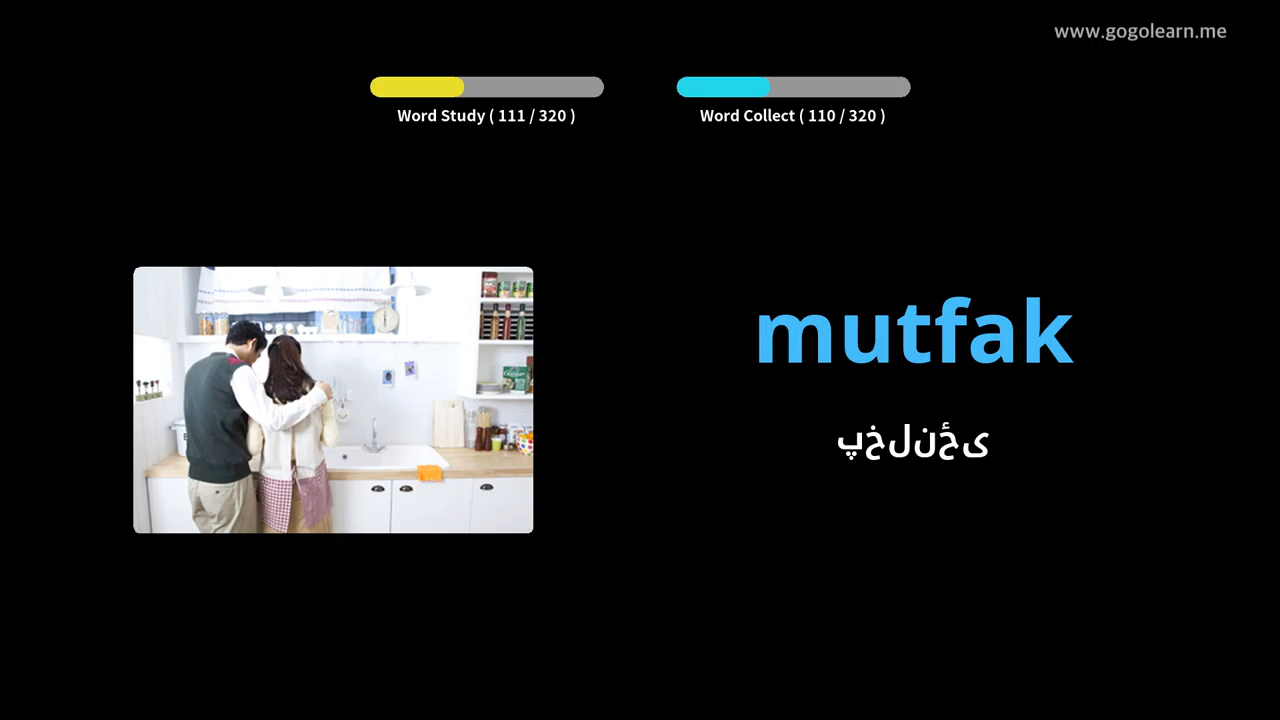 www.gogolearn.me
Word Study ( 111 / 320 )
Word Collect ( 110 / 320 )
mutfak
پخلنځی